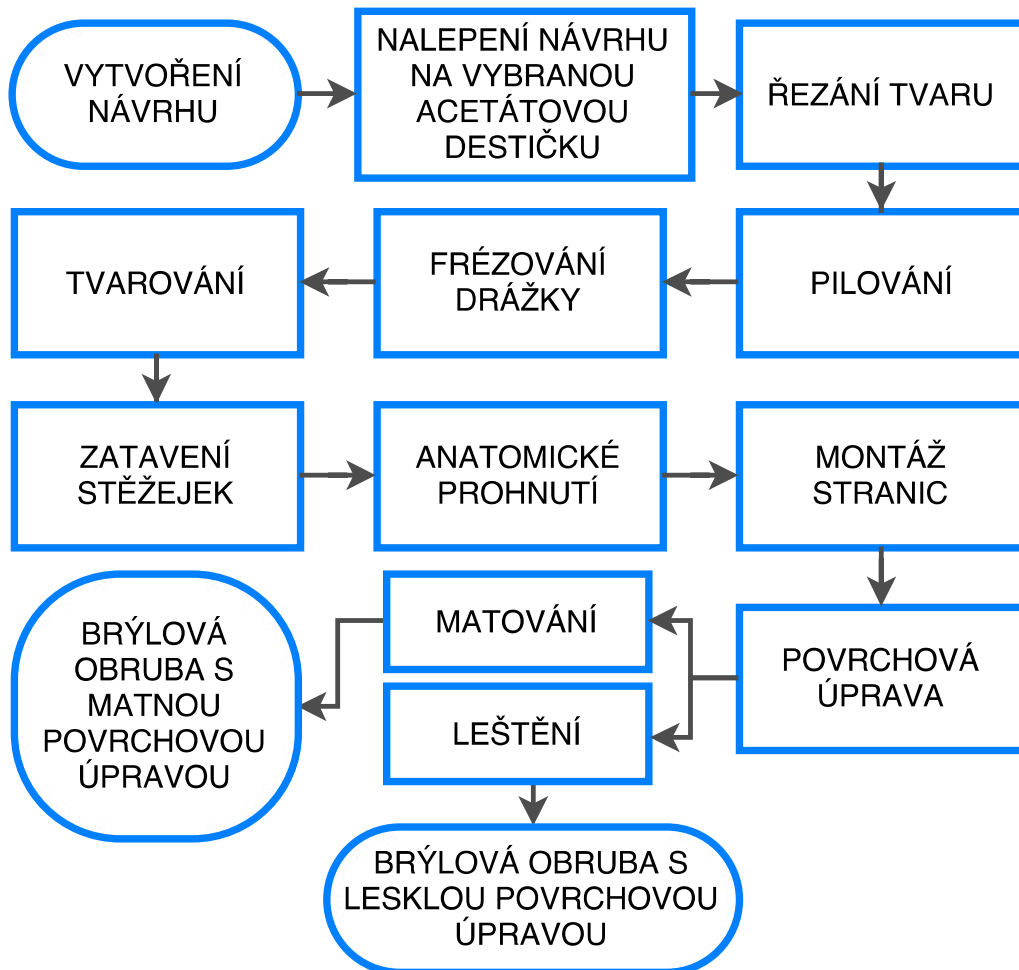 VYTVOŘENÍ
NÁVRHU
NALEPENÍ NÁVRHU
NA VYBRANOU
ACETÁTOVOU
DESTIČKU
ŘEZÁNÍ TVARU
PILOVÁNÍ
FRÉZOVÁNÍ
DRÁŽKY
TVAROVÁNÍ
ZATAVENÍ
STĚŽEJEK
ANATOMICKÉ
PROHNUTÍ
MONTÁŽ
STRANIC
POVRCHOVÁ
ÚPRAVA
MATOVÁNÍ
LEŠTĚNÍ
BRÝLOVÁ
OBRUBA S
MATNOU
POVRCHOVOU
ÚPRAVOU
BRÝLOVÁ OBRUBA S
LESKLOU POVRCHOVOU
ÚPRAVOU